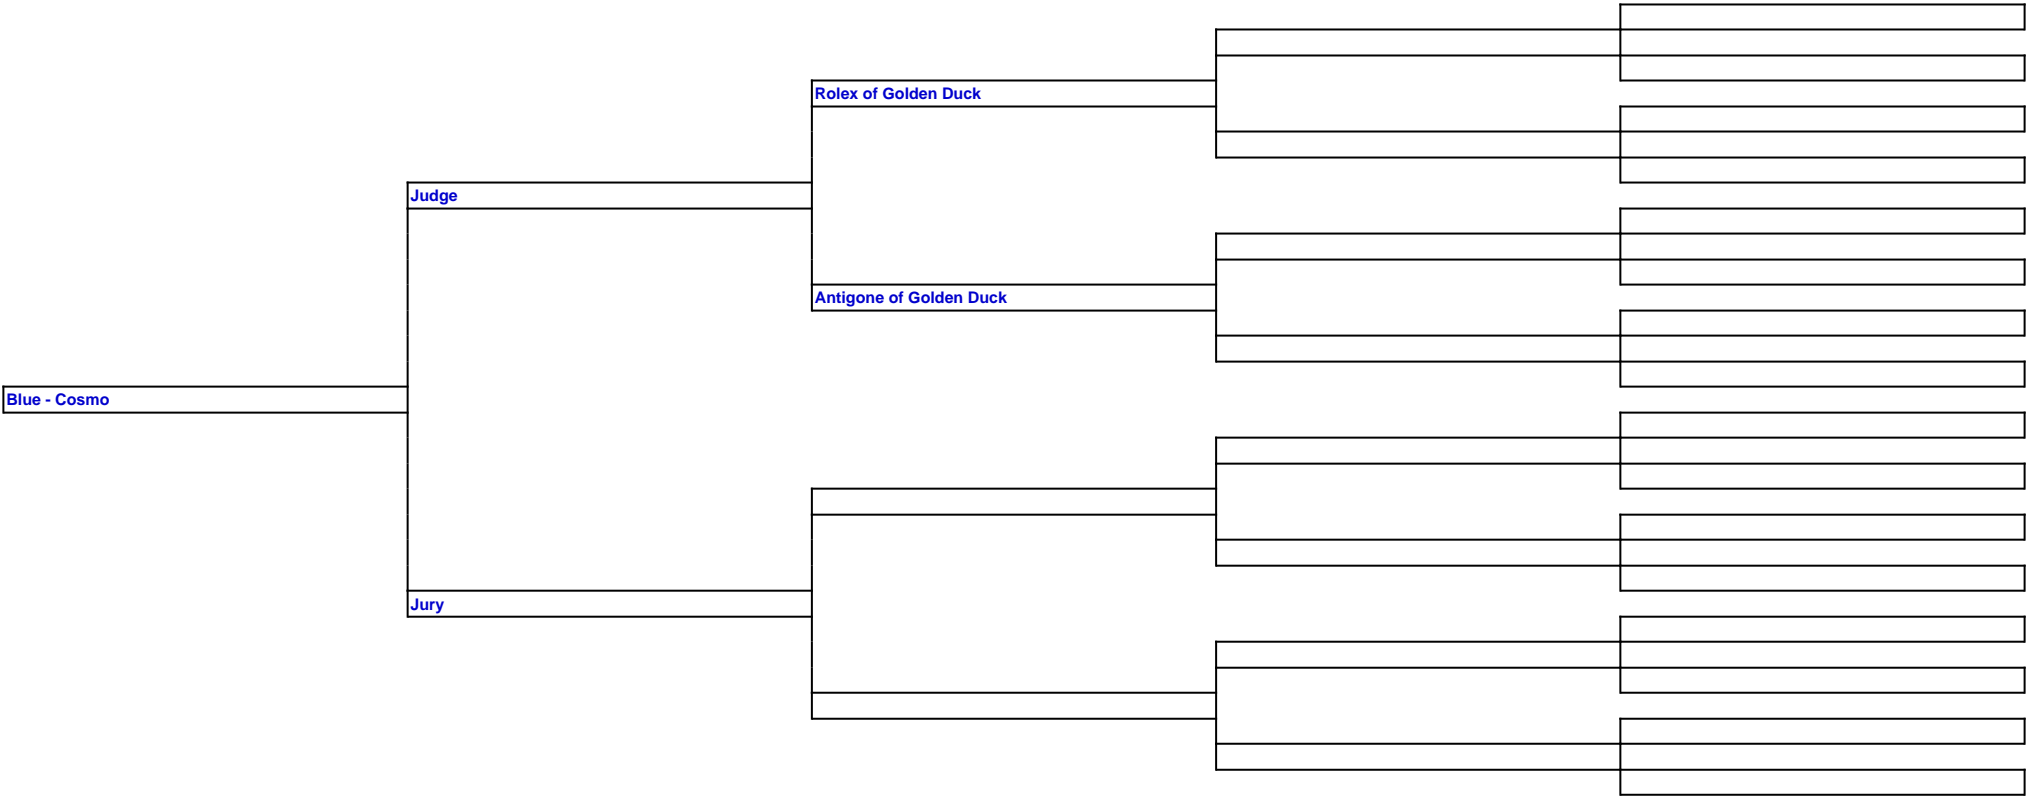 Rolex of Golden Duck
Judge
Antigone of Golden Duck
Blue - Cosmo
Jury